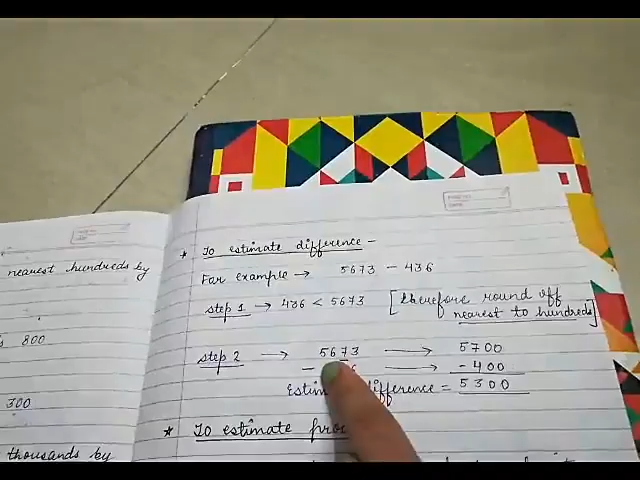 nearest hundreds by
800
300
thousands by
* To estimate difference -
For example → 5673 - 436
step 1 → 436 < 5673 [therefore round off
nearest to hundreds]
step 2 → 5673 → 5700
- 6 → - 400
difference = 5300
* To estimate